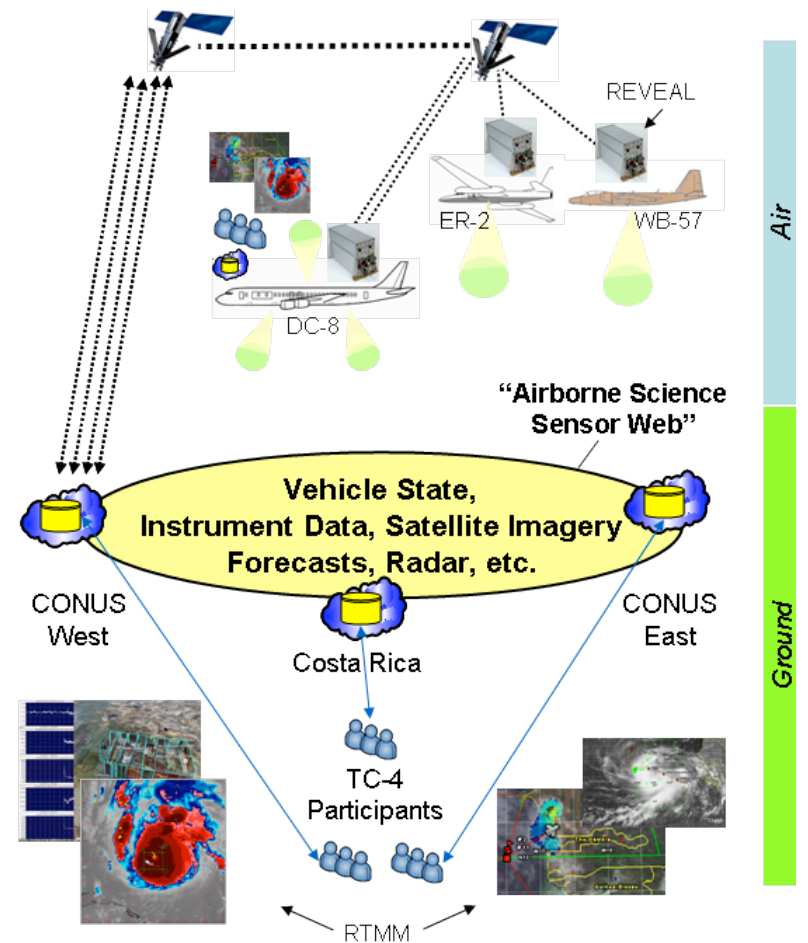 REVEAL
ER-2
WB-57
DC-8
Air
“Airborne Science
Sensor Web”
Vehicle State,
Instrument Data, Satellite Imagery
Forecasts, Radar, etc.
CONUS
West
CONUS
East
Costa Rica
Ground
TC-4
Participants
RTMM